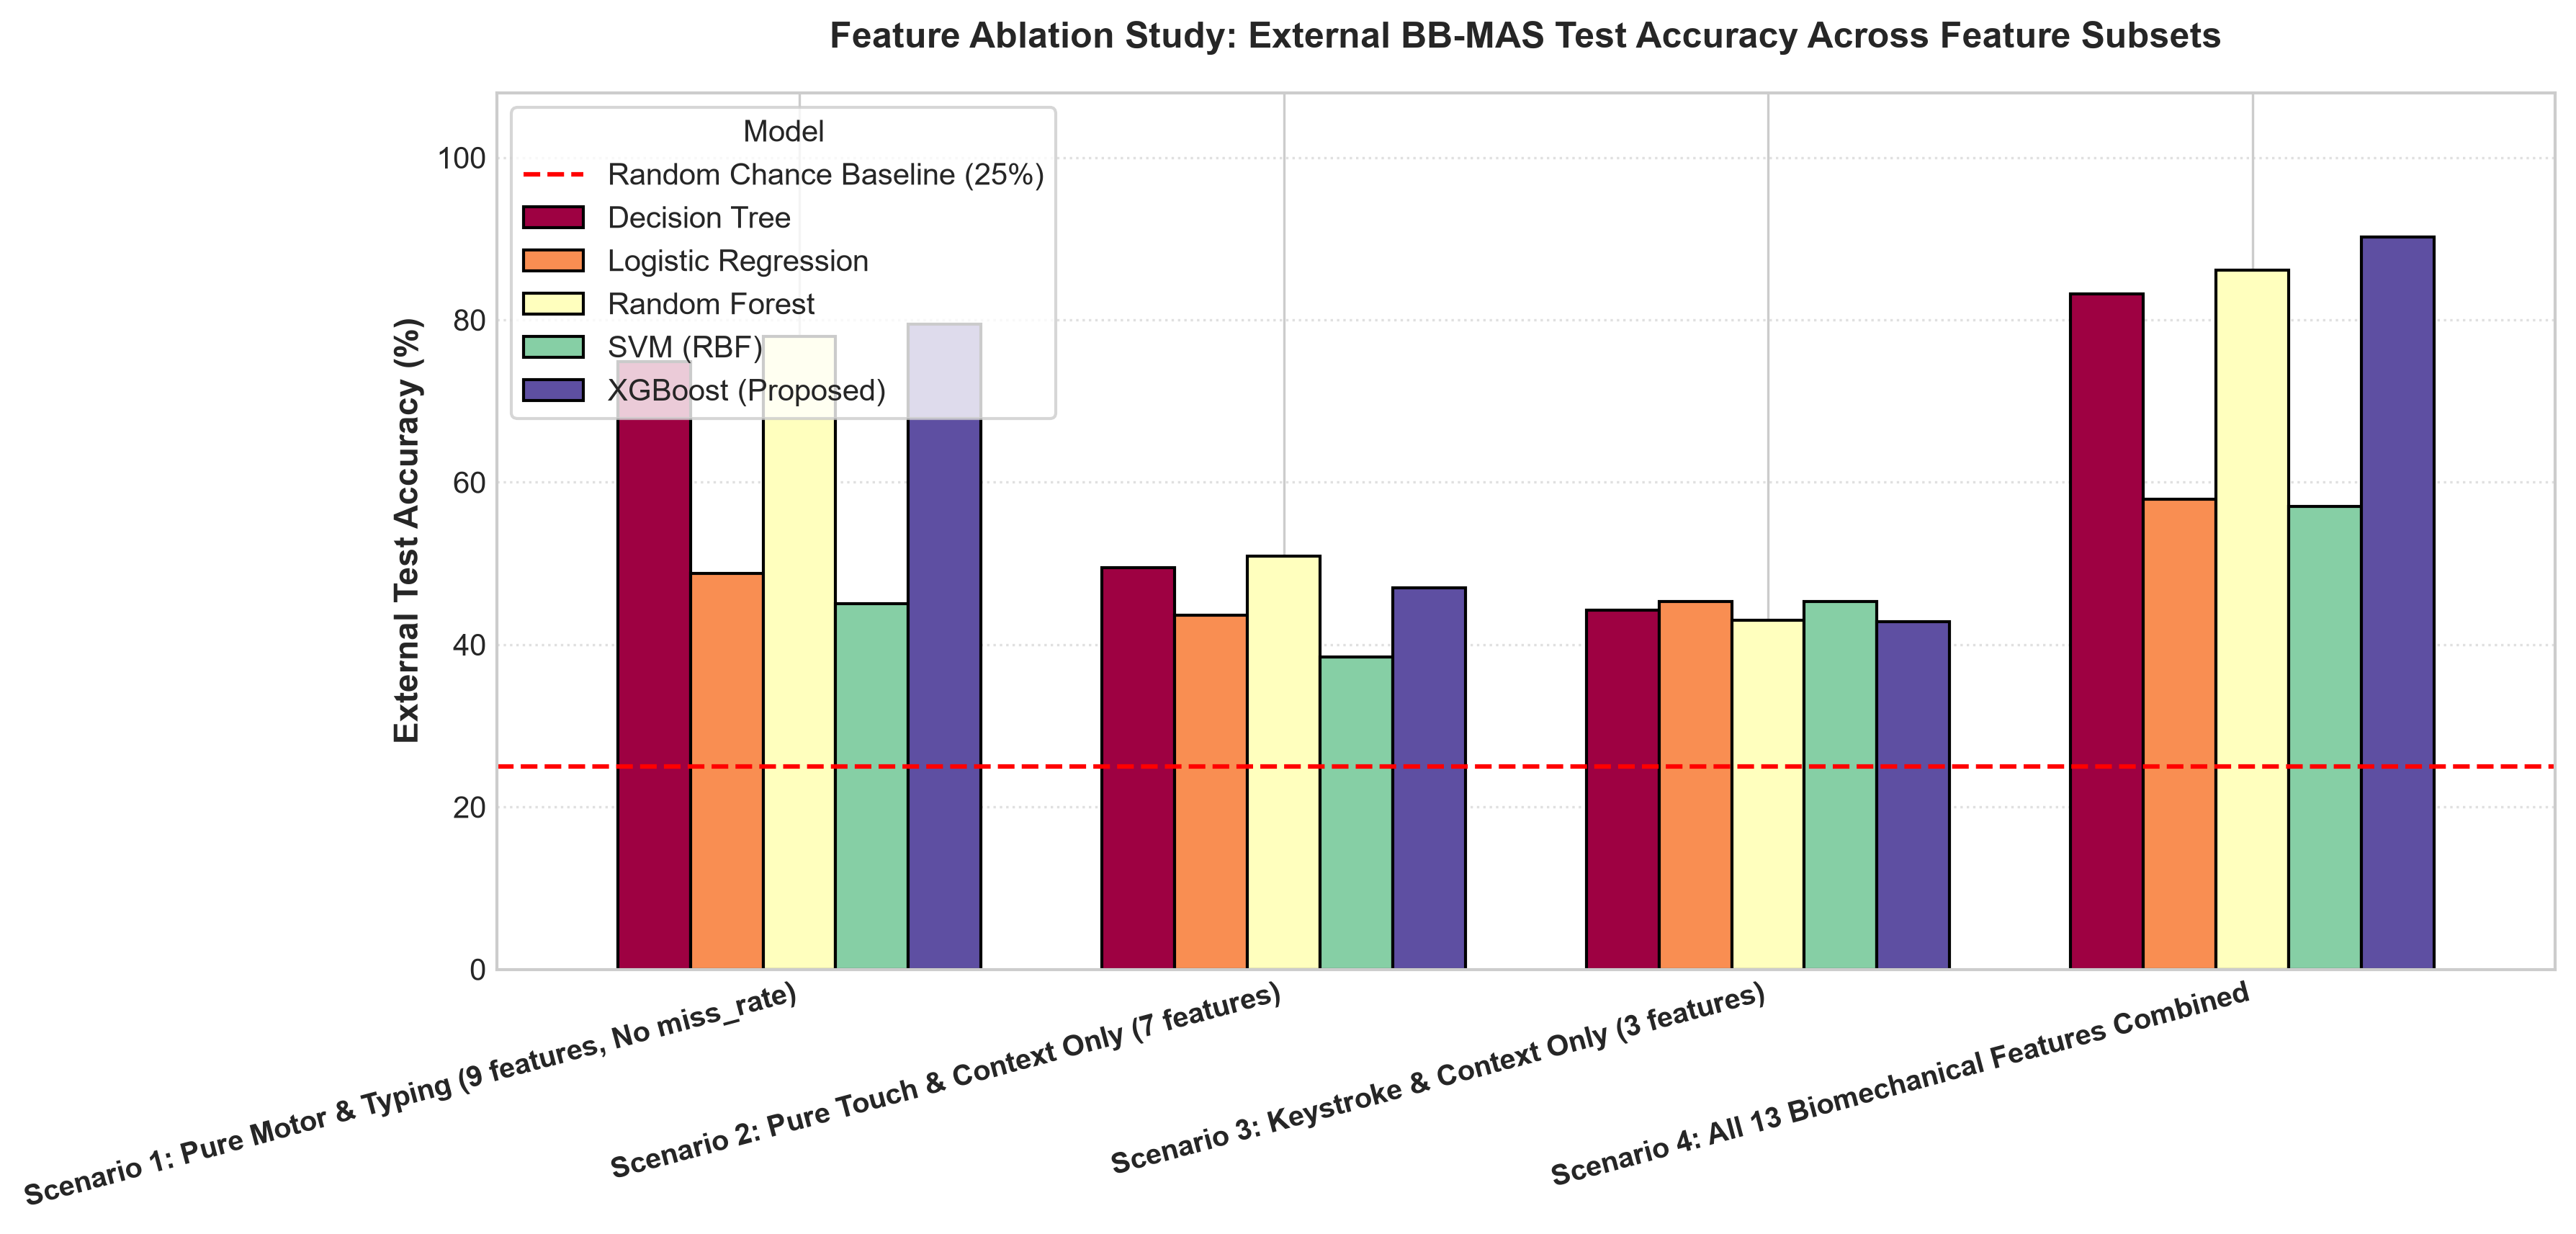 Feature Ablation Study: External BB-MAS Test Accuracy Across Feature Subsets
External Test Accuracy (%)
100
80
60
40
20
0
Model
Random Chance Baseline (25%)
Decision Tree
Logistic Regression
Random Forest
SVM (RBF)
XGBoost (Proposed)
Scenario 1: Pure Motor & Typing (9 features, No miss_rate)
Scenario 2: Pure Touch & Context Only (7 features)
Scenario 3: Keystroke & Context Only (3 features)
Scenario 4: All 13 Biomechanical Features Combined